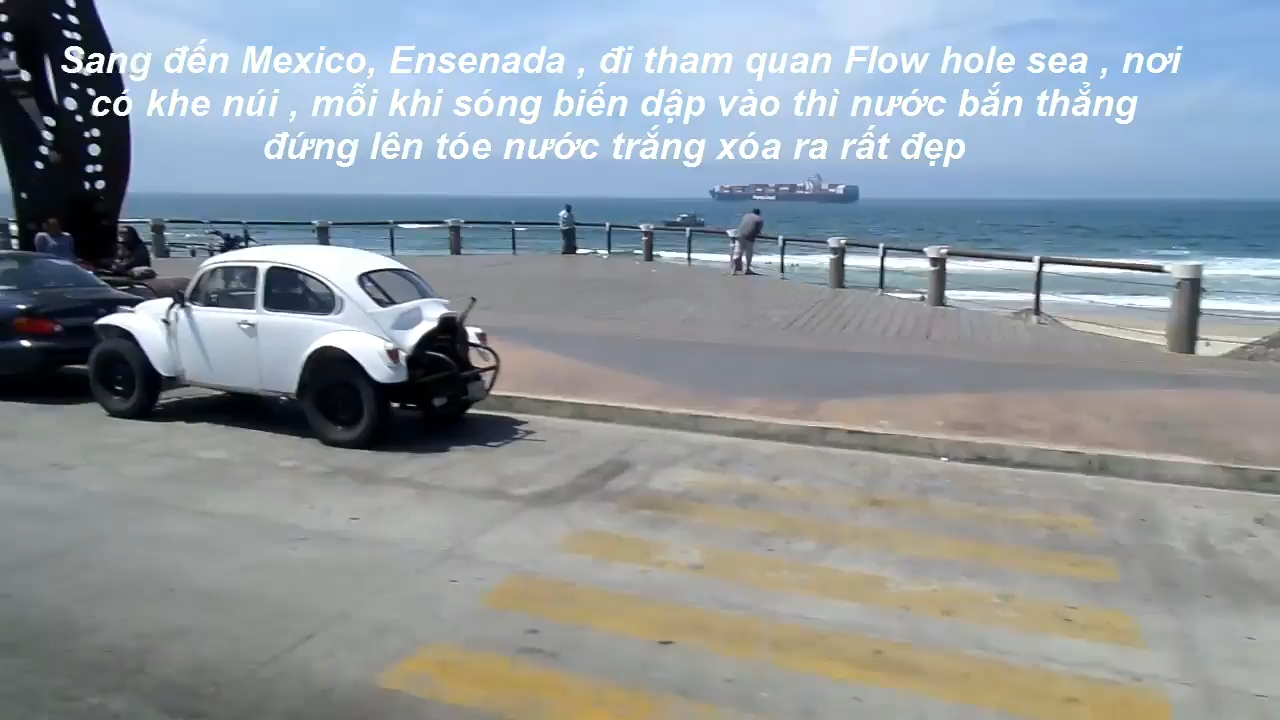 Sang đến Mexico, Ensenada , đi tham quan Flow hole sea , nơi
có khe núi , mỗi khi sóng biến dập vào thì nước bắn thẳng
đứng lên tóe nước trắng xóa ra rất đẹp